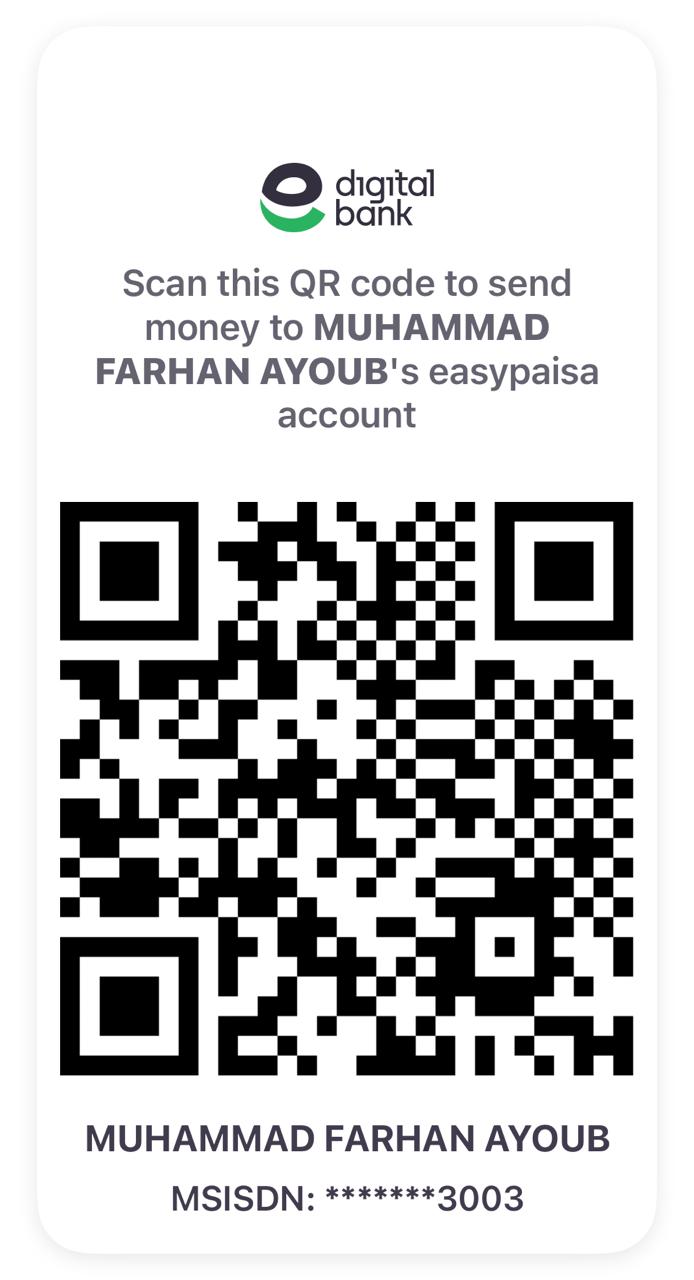 digital
bank
Scan this QR code to send
money to MUHAMMAD
FARHAN AYOUB's easypaisa
account
MUHAMMAD FARHAN AYOUB
MSISDN: *******3003